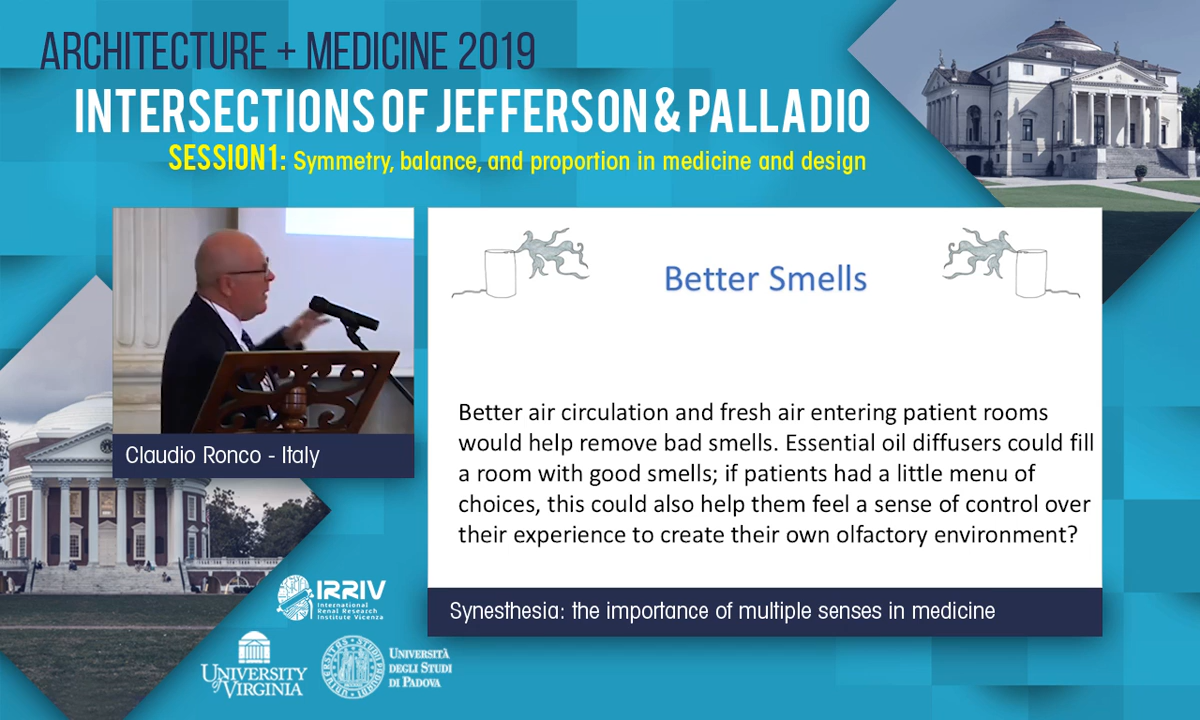 ARCHITECTURE + MEDICINE 2019
INTERSECTIONS OF JEFFERSON & PALLADIO
SESSION1: Symmetry, balance, and proportion in medicine and design
Claudio Ronco - Italy
Better Smells
Better air circulation and fresh air entering patient rooms
would help remove bad smells. Essential oil diffusers could fill
a room with good smells; if patients had a little menu of
choices, this could also help them feel a sense of control over
their experience to create their own olfactory environment?
Synesthesia: the importance of multiple senses in medicine
IRRIV
International
Renal Research
Institute Vicenza
UNIVERSITY
OF VIRGINIA
UNIVERSITÀ
DEGLI STUDI
DI PADOVA